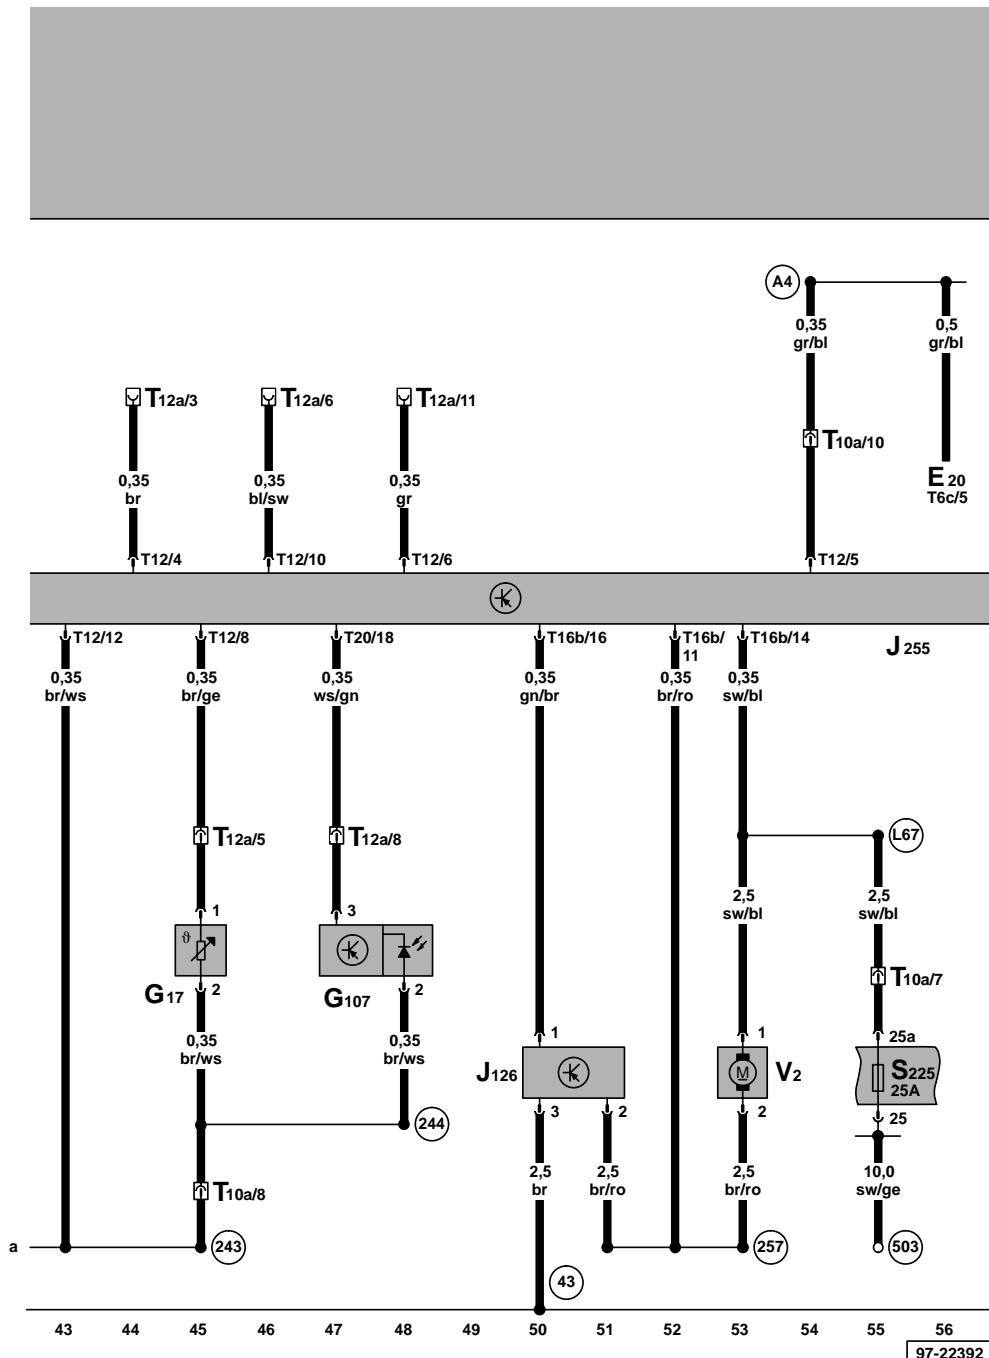 A4
0,35
gr/bl
0,5
gr/bl
T12a/3
T12a/6
T12a/11
T10a/10
0,35
br
0,35
bl/sw
0,35
gr
E20
T6c/5
T12/4
T12/10
T12/6
T12/5
T12/12
T12/8
T20/18
T16b/16
T16b/
11
T16b/14
J255
0,35
br/ws
0,35
br/ge
0,35
ws/gn
0,35
gn/br
0,35
br/ro
0,35
sw/bl
T12a/5
T12a/8
L67
2,5
sw/bl
2,5
sw/bl
1
3
ϑ
G17
2
G107
2
T10a/7
0,35
br/ws
0,35
br/ws
1
1
25a
J126
M
V2
S225
25A
3
2
2
25
244
2,5
br
2,5
br/ro
2,5
br/ro
10,0
sw/ge
T10a/8
a
243
257
503
43
43
44
45
46
47
48
49
50
51
52
53
54
55
56
97-22392